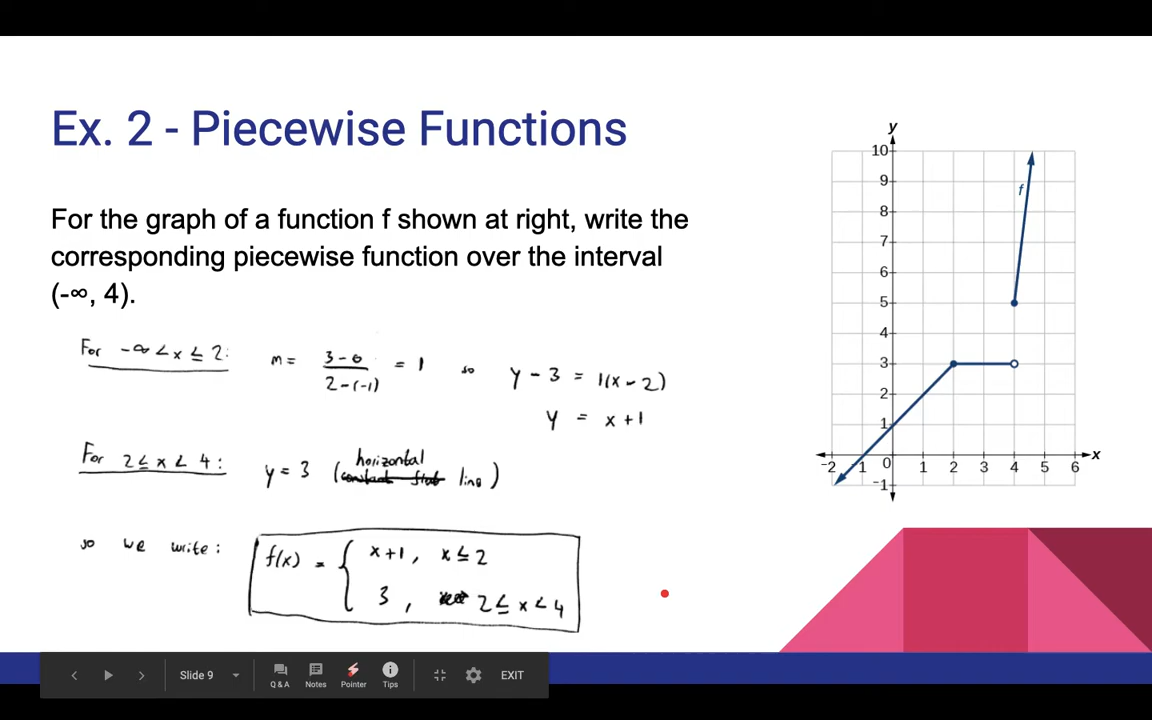 Ex. 2 - Piecewise Functions
For the graph of a function f shown at right, write the
corresponding piecewise function over the interval
(-∞, 4).
For -∞ < x ≤ 2: m = 3-0 / 2-(-1) = 1 so y - 3 = 1(x - 2)
y = x + 1
For 2 ≤ x < 4: y = 3 (constant flat horizontal line)
so we write: f(x) = { x+1, x ≤ 2
3, 2 ≤ x < 4
y
10
9
8
7
6
5
4
3
2
1
0
-1
-2 -1 1 2 3 4 5 6 x
f
Slide 9
Q & A Notes Pointer Tips
EXIT